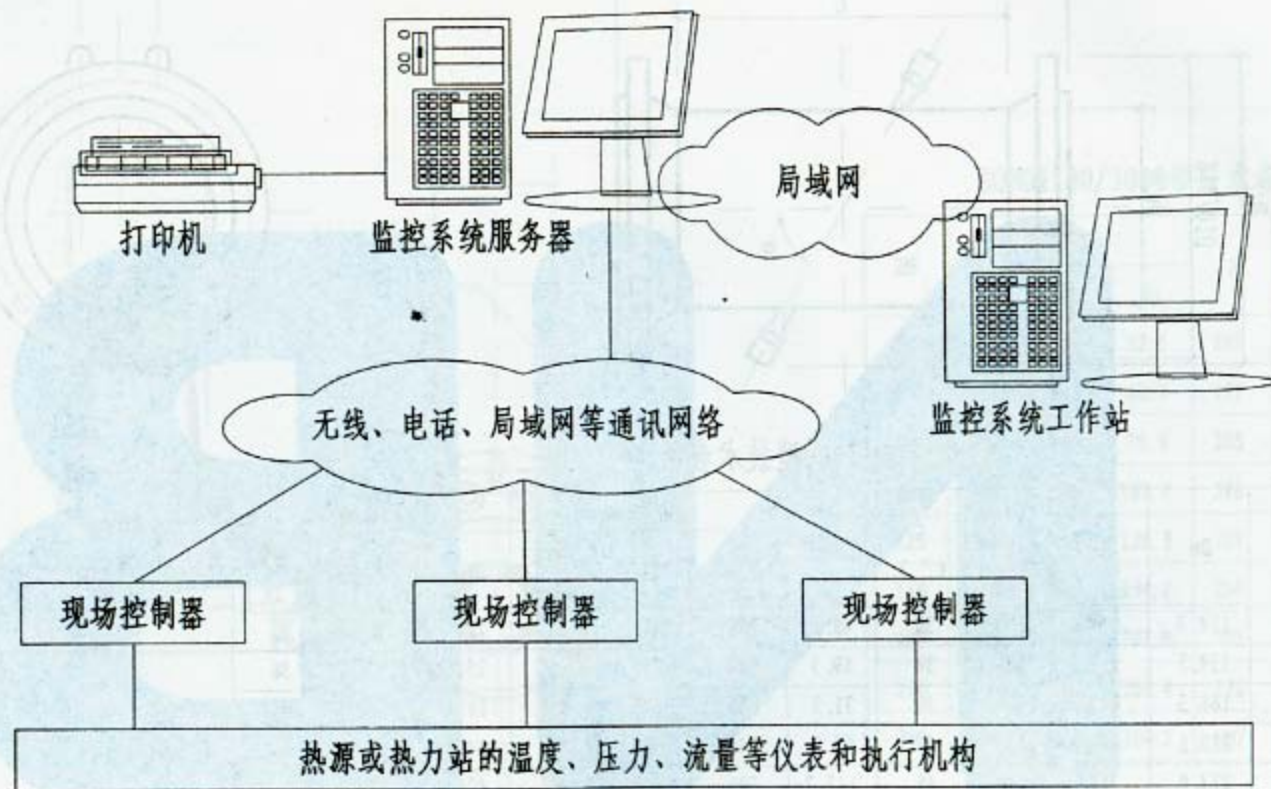 局域网
打印机
监控系统服务器
监控系统工作站
无线、电话、局域网等通讯网络
现场控制器
现场控制器
现场控制器
热源或热力站的温度、压力、流量等仪表和执行机构